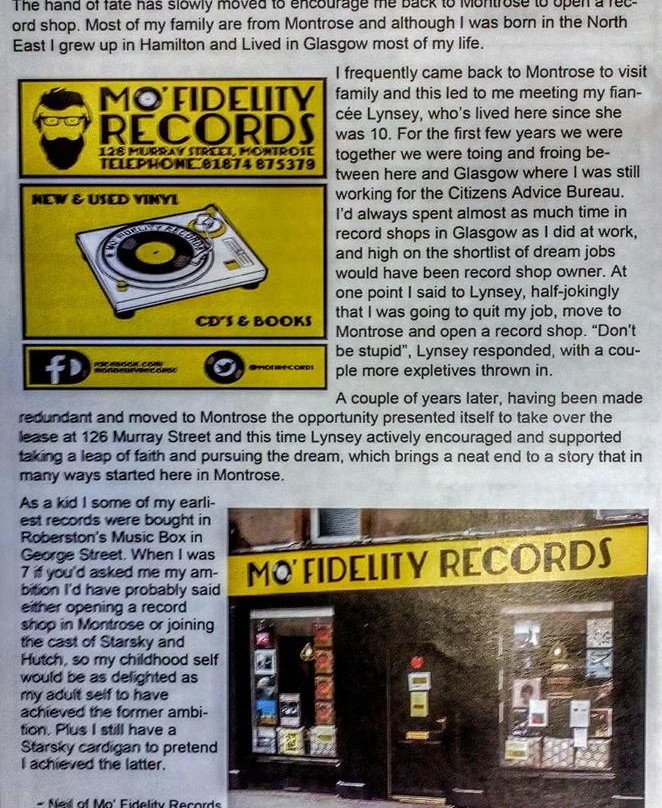 The hand of fate has slowly moved to encourage me back to Montrose to open a rec-
ord shop. Most of my family are from Montrose and although I was born in the North
East I grew up in Hamilton and Lived in Glasgow most of my life.
MO' FIDELITY
RECORDS
126 MURRAY STREET, MONTROSE
TELEPHONE.01674 675379
NEW & USED VINYL
MO' FIDELITY RECORDS
CD'S & BOOKS
FACEBOOK.COM/
MOFIDELITYRECORDS
@MOFIRECORDS
I frequently came back to Montrose to visit
family and this led to me meeting my fian-
cée Lynsey, who's lived here since she
was 10. For the first few years we were
together we were toing and froing be-
tween here and Glasgow where I was still
working for the Citizens Advice Bureau.
I'd always spent almost as much time in
record shops in Glasgow as I did at work,
and high on the shortlist of dream jobs
would have been record shop owner. At
one point I said to Lynsey, half-jokingly
that I was going to quit my job, move to
Montrose and open a record shop. “Don't
be stupid”, Lynsey responded, with a cou-
ple more expletives thrown in.
A couple of years later, having been made
redundant and moved to Montrose the opportunity presented itself to take over the
lease at 126 Murray Street and this time Lynsey actively encouraged and supported
taking a leap of faith and pursuing the dream, which brings a neat end to a story that in
many ways started here in Montrose.
As a kid I some of my earli-
est records were bought in
Roberston's Music Box in
George Street. When I was
7 if you'd asked me my am-
bition I'd have probably said
either opening a record
shop in Montrose or joining
the cast of Starsky and
Hutch, so my childhood self
would be as delighted as
my adult self to have
achieved the former ambi-
tion. Plus I still have a
Starsky cardigan to pretend
I achieved the latter.
- Neil of Mo' Fidelity Records
MO' FIDELITY RECORDS